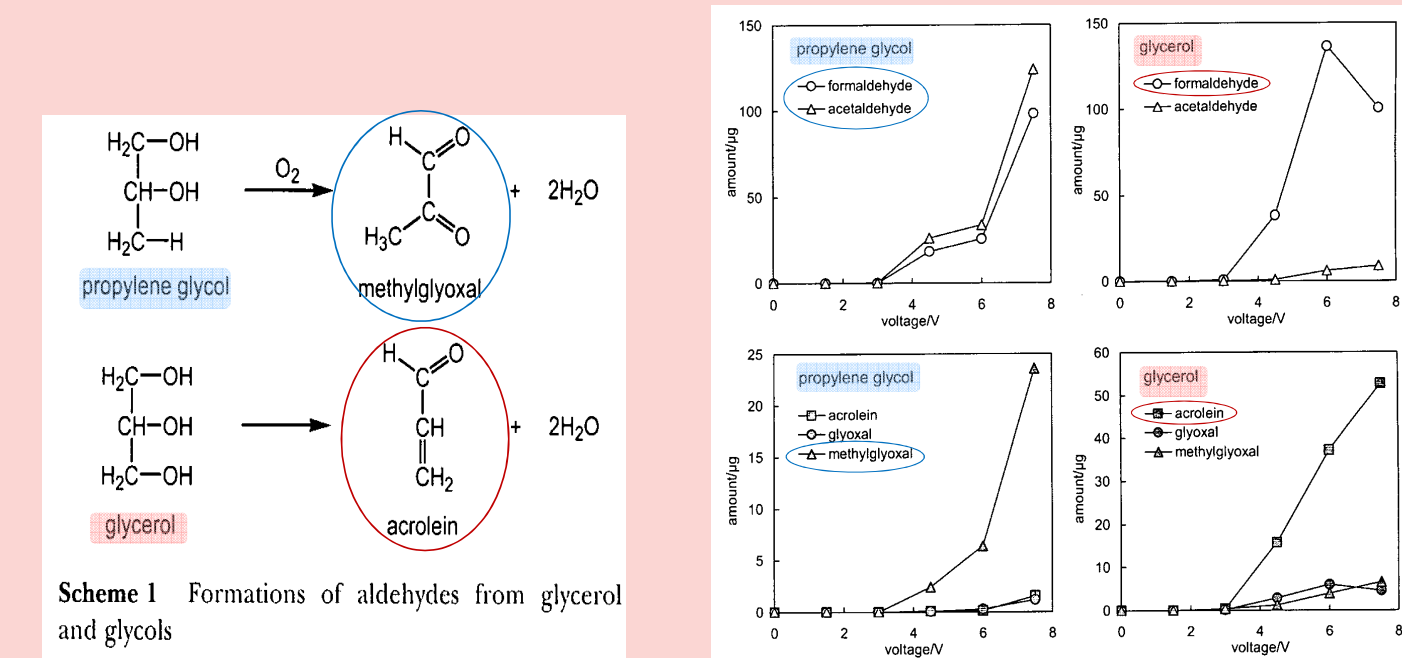 H₂C—OH
CH—OH
H₂C—H
propylene glycol
O₂
H
O
C
C
H₃C
O
methylglyoxal
+
2H₂O
H₂C—OH
CH—OH
H₂C—OH
glycerol
H
O
C
CH
CH₂
acrolein
+
2H₂O
Scheme 1 Formations of aldehydes from glycerol
and glycols
150
100
50
0
amount/µg
propylene glycol
formaldehyde
acetaldehyde
0 2 4 6 8
voltage/V
150
100
50
0
amount/µg
glycerol
formaldehyde
acetaldehyde
0 2 4 6 8
voltage/V
25
20
15
10
5
0
amount/µg
propylene glycol
acrolein
glyoxal
methylglyoxal
0 2 4 6 8
voltage/V
60
50
40
30
20
10
0
amount/µg
glycerol
acrolein
glyoxal
methylglyoxal
0 2 4 6 8
voltage/V